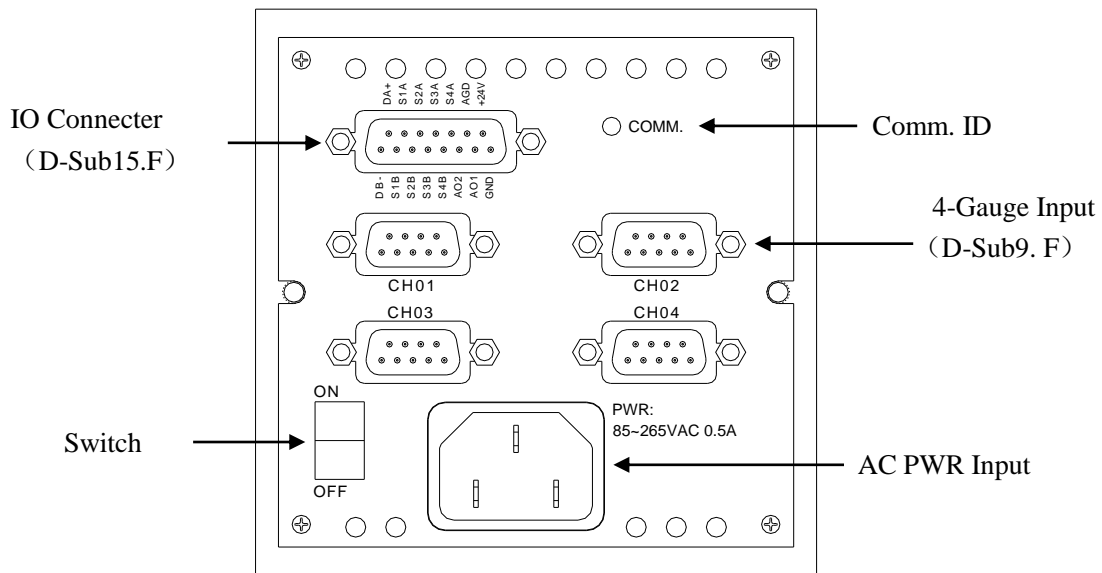 DA+
S1A
S2A
S3A
S4A
AGD
+24V
IO Connecter
（D-Sub15.F）
COMM.
Comm. ID
DB-
S1B
S2B
S3B
S4B
AO2
AO1
GND
4-Gauge Input
（D-Sub9. F）
CH01
CH02
CH03
CH04
ON
Switch
OFF
PWR:
85~265VAC 0.5A
AC PWR Input